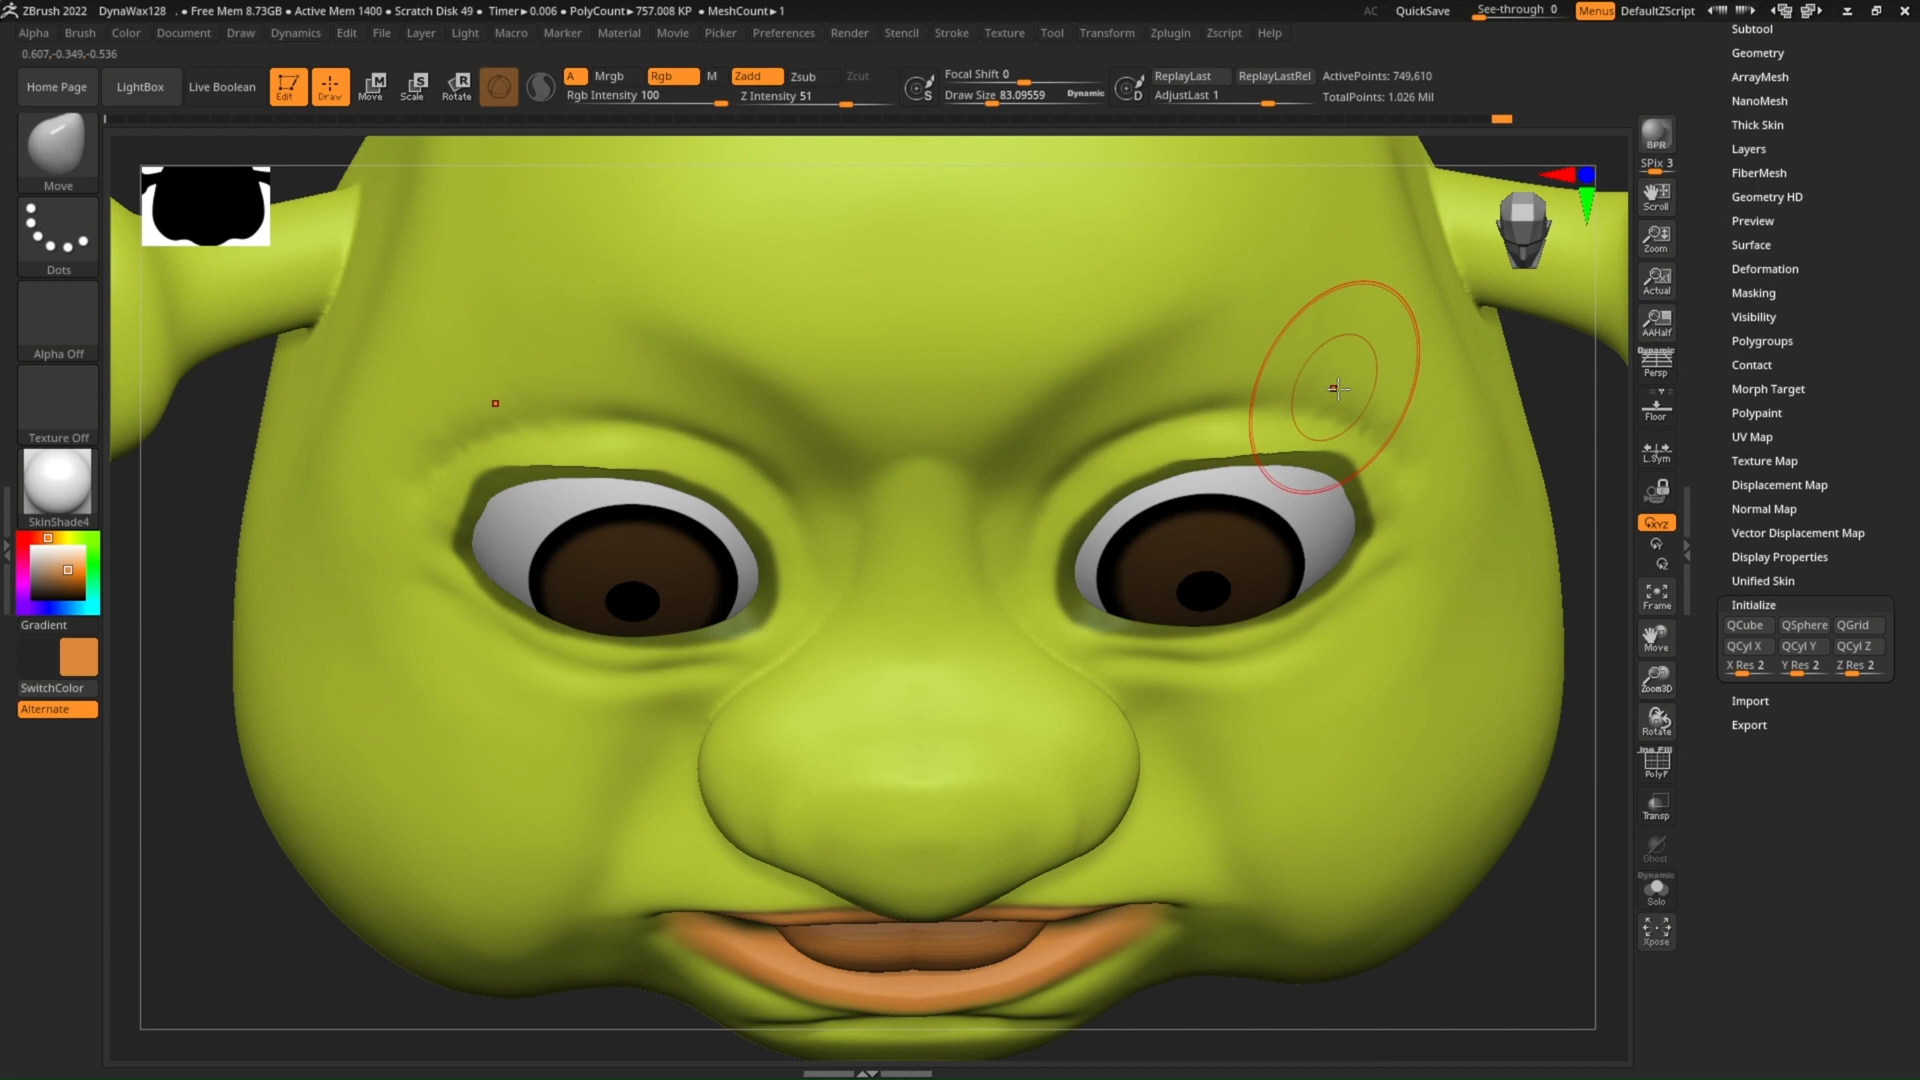 ZBrush 2022 DynaWax128 . ● Free Mem 8.73GB ● Active Mem 1400 ● Scratch Disk 49 ● Timer▸0.006 ● PolyCount▸757.008 KP ● MeshCount▸1 AC QuickSave See-through 0 Menus DefaultZScript
Alpha Brush Color Document Draw Dynamics Edit File Layer Light Macro Marker Material Movie Picker Preferences Render Stencil Stroke Texture Tool Transform Zplugin Zscript Help
0.607,-0.349,-0.536
Home Page LightBox Live Boolean Edit Draw Move Scale Rotate
A Mrgb Rgb M Zadd Zsub Zcut
Rgb Intensity 100 Z Intensity 51
Focal Shift 0
Draw Size 83.09559 Dynamic
ReplayLast ReplayLastRel ActivePoints: 749,610
AdjustLast 1 TotalPoints: 1.026 Mil
M
S
R
S
D
Move
Dots
Alpha Off
Texture Off
SkinShade4
Gradient
SwitchColor
Alternate
BPR
SPix 3
Scroll
Zoom
Actual
AAHalf
Dynamic
Persp
Floor
L.Sym
XYZ
Y
Z
Frame
Move
Zoom3D
Rotate
Line Fill
PolyF
Transp
Ghost
Dynamic
Solo
Xpose
Subtool
Geometry
ArrayMesh
NanoMesh
Thick Skin
Layers
FiberMesh
Geometry HD
Preview
Surface
Deformation
Masking
Visibility
Polygroups
Contact
Morph Target
Polypaint
UV Map
Texture Map
Displacement Map
Normal Map
Vector Displacement Map
Display Properties
Unified Skin
Initialize
QCube QSphere QGrid
QCyl X QCyl Y QCyl Z
X Res 2 Y Res 2 Z Res 2
Import
Export